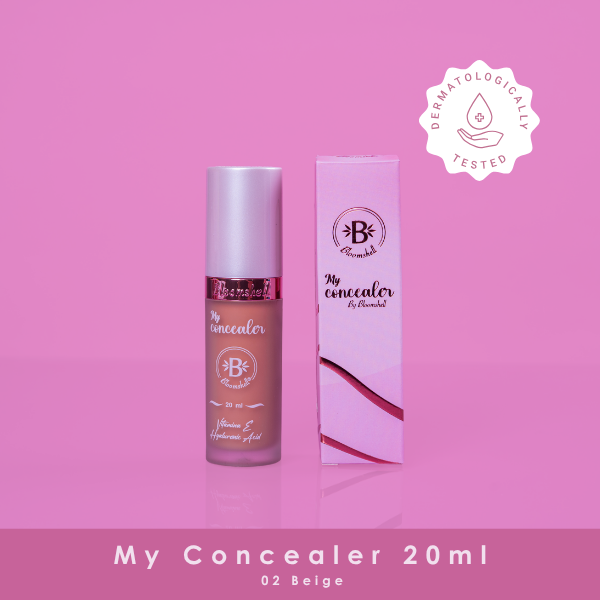 DERMATOLOGICALLY
TESTED
B
Bloomshell
My
concealer
By Bloomshell
Bloomshell
My
concealer
B
Bloomshell
20 ml
Vitamine E
Hyaluronic Acid
My Concealer 20ml
02 Beige